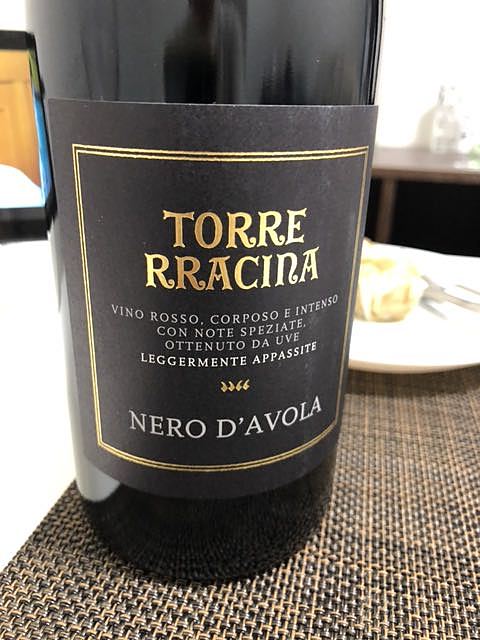 TORRE
RRACINA
VINO ROSSO, CORPOSO E INTENSO
CON NOTE SPEZIATE,
OTTENUTO DA UVE
LEGGERMENTE APPASSITE
NERO D'AVOLA